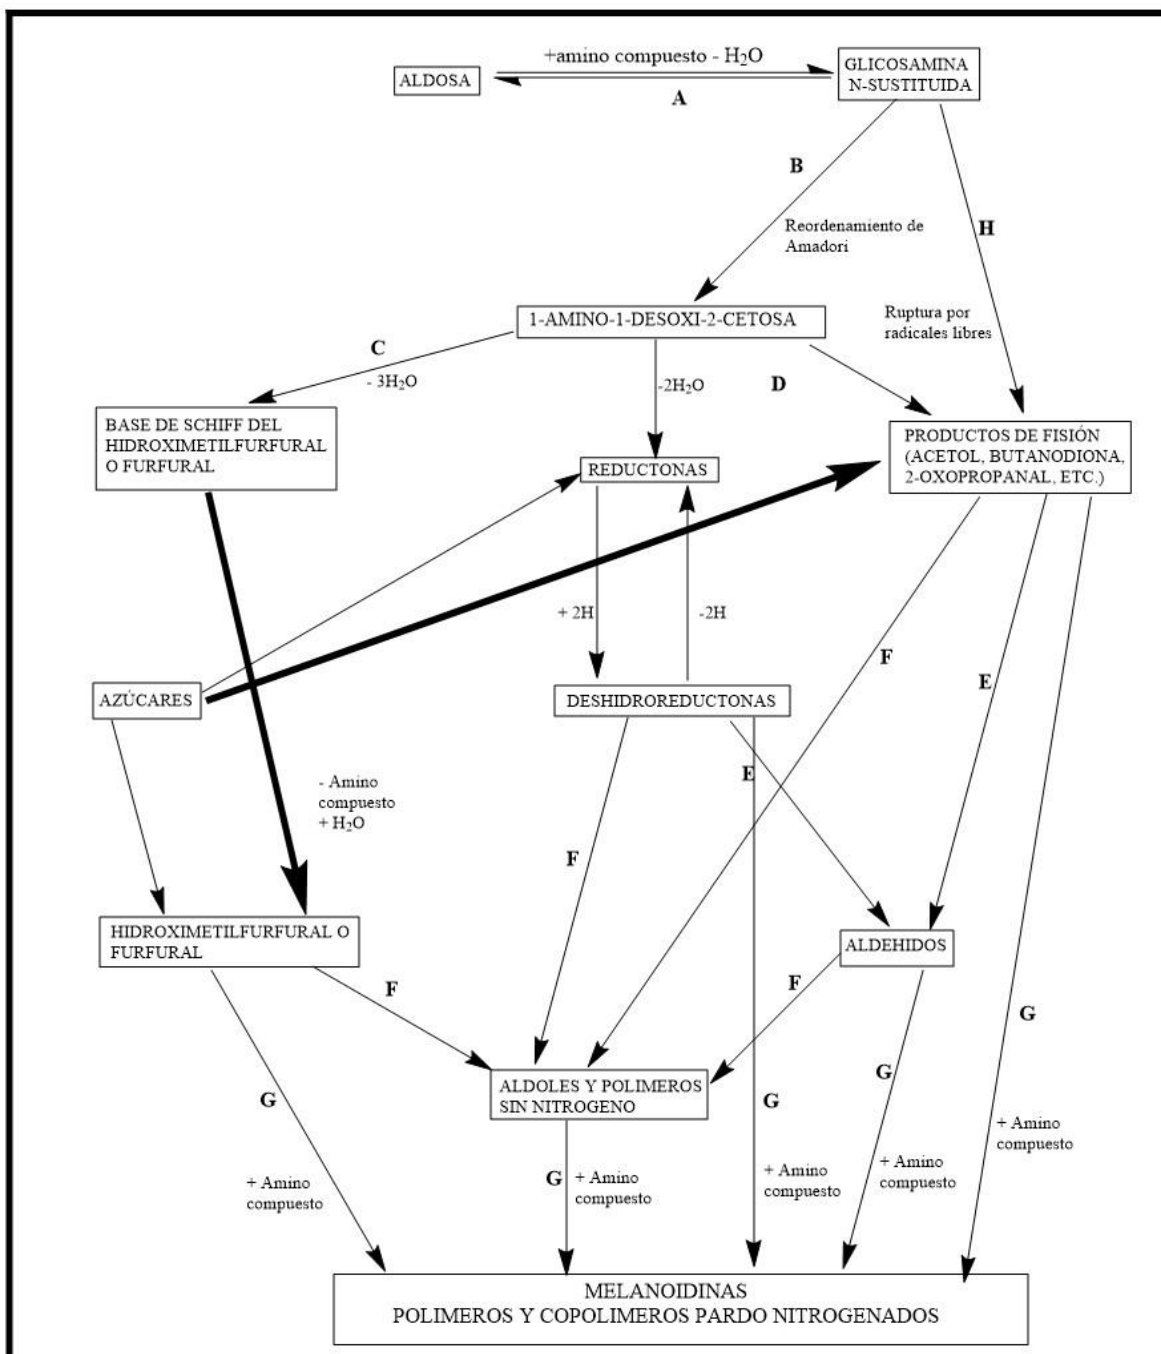 +amino compuesto - H₂O
ALDOSA
A
GLICOSAMINA
N-SUSTITUIDA
B
H
Reordenamiento de
Amadori
1-AMINO-1-DESOXI-2-CETOSA
Ruptura por
radicales libres
C
- 3H₂O
-2H₂O
D
BASE DE SCHIFF DEL
HIDROXIMETILFURFURAL
O FURFURAL
REDUCTONAS
PRODUCTOS DE FISIÓN
(ACETOL, BUTANODIONA,
2-OXOPROPANAL, ETC.)
+ 2H
-2H
F
E
AZÚCARES
DESHIDROREDUCTONAS
- Amino
compuesto
+ H₂O
E
F
HIDROXIMETILFURFURAL O
FURFURAL
ALDEHIDOS
F
F
G
ALDOLES Y POLIMEROS
SIN NITROGENO
G
G
G
+ Amino
compuesto
+ Amino
compuesto
G
+ Amino
compuesto
+ Amino
compuesto
+ Amino
compuesto
MELANOIDINAS
POLIMEROS Y COPOLIMEROS PARDO NITROGENADOS